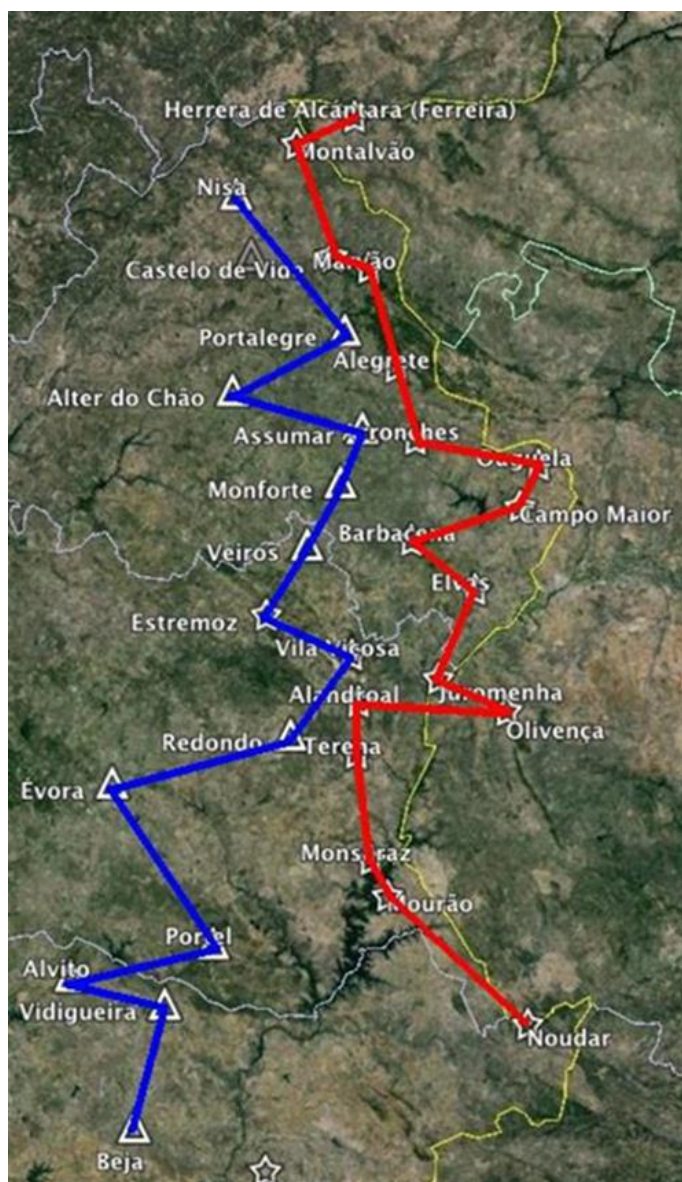 Herrera de Alcántara (Ferreira)
Montalvão
Nisa
Castelo de Vide
Marvão
Portalegre
Alegrete
Alter do Chão
Assumar
Arronches
Ouguela
Monforte
Campo Maior
Barbacena
Veiros
Elvas
Estremoz
Vila Viçosa
Alandroal
Juromenha
Olivença
Redondo
Terena
Évora
Monsaraz
Mourão
Portel
Alvito
Vidigueira
Noudar
Beja